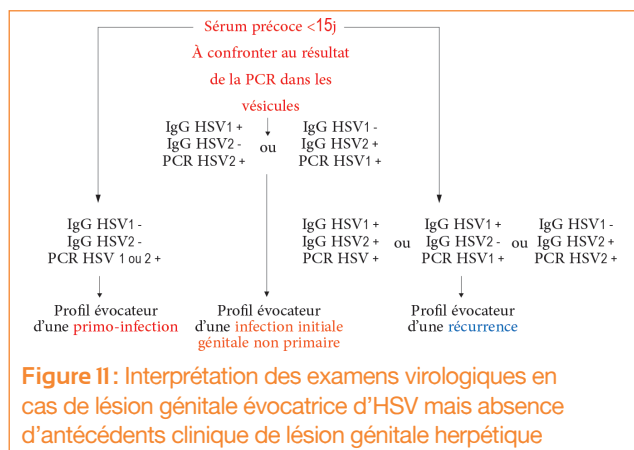 Sérum précoce <15j
À confronter au résultat
de la PCR dans les
vésicules
IgG HSV1 +
IgG HSV2 -
PCR HSV2 +
ou
IgG HSV1 -
IgG HSV2 +
PCR HSV1 +
IgG HSV1 -
IgG HSV2 -
PCR HSV 1 ou 2 +
IgG HSV1 +
IgG HSV2 +
PCR HSV +
ou
IgG HSV1 +
IgG HSV2 -
PCR HSV1 +
ou
IgG HSV1 -
IgG HSV2 +
PCR HSV2 +
Profil évocateur
d'une primo-infection
Profil évocateur
d'une infection initiale
génitale non primaire
Profil évocateur
d'une récurrence
Figure 11 : Interprétation des examens virologiques en
cas de lésion génitale évocatrice d'HSV mais absence
d'antécédents clinique de lésion génitale herpétique